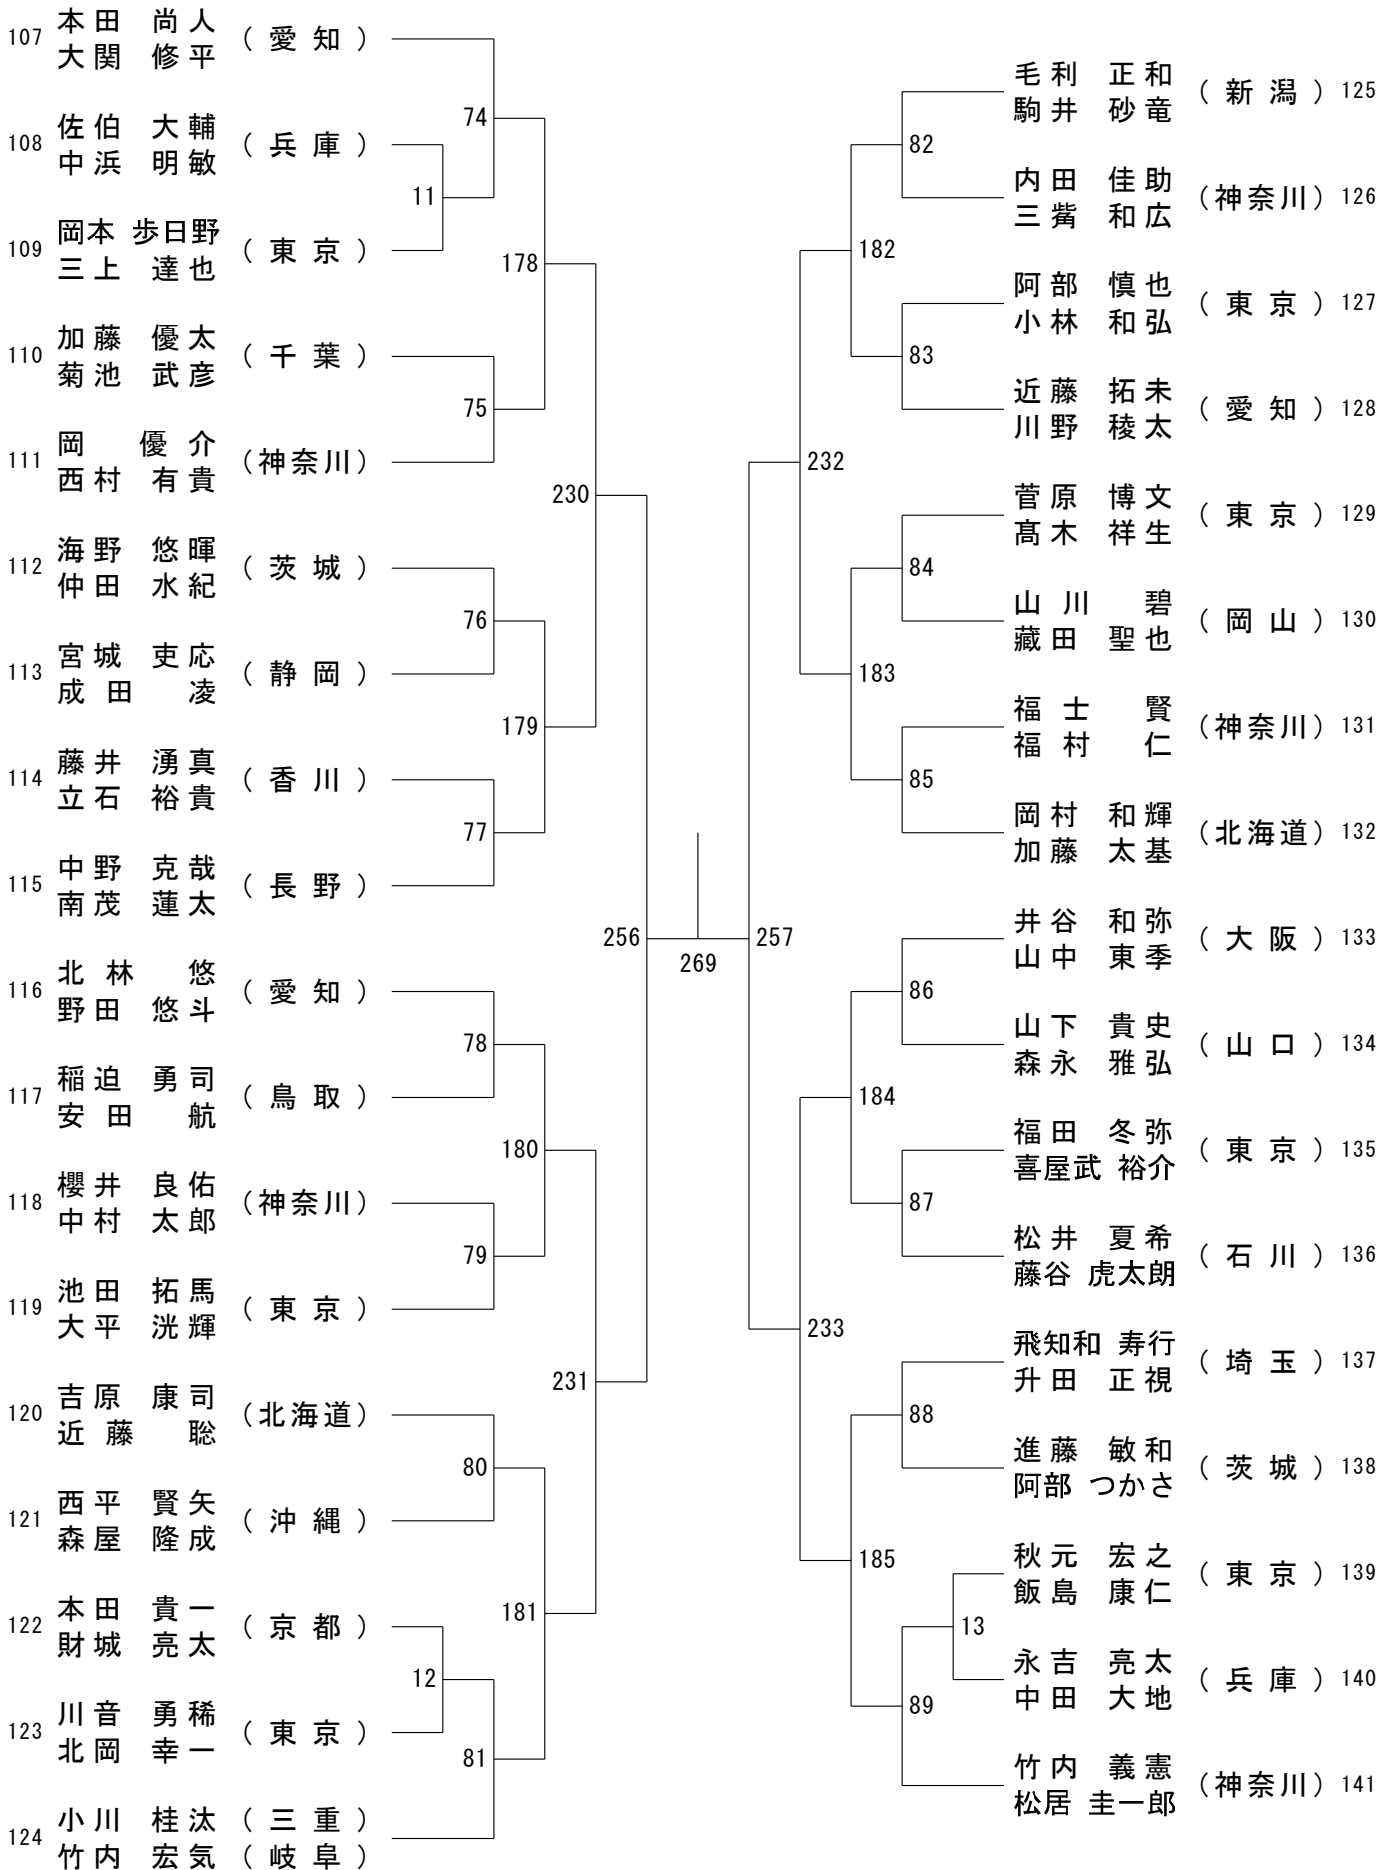 107 本田 尚人 (愛知)
大関 修平
108 佐伯 大輔 (兵庫)
中浜 明敏
109 岡本 歩日野 (東京)
三上 達也
110 加藤 優太 (千葉)
菊池 武彦
111 岡 優介 (神奈川)
西村 有貴
112 海野 悠暉 (茨城)
仲田 水紀
113 宮城 吏応 (静岡)
成田 凌
114 藤井 湧真 (香川)
立石 裕貴
115 中野 克哉 (長野)
南茂 蓮太
116 北林 悠 (愛知)
野田 悠斗
117 稲迫 勇司 (鳥取)
安田 航
118 櫻井 良佑 (神奈川)
中村 太郎
119 池田 拓馬 (東京)
大平 洸輝
120 吉原 康司 (北海道)
近藤 聡
121 西平 賢矢 (沖縄)
森屋 隆成
122 本田 貴一 (京都)
財城 亮太
123 川音 勇稀 (東京)
北岡 幸一
124 小川 桂汰 (三重)
竹内 宏気 (岐阜)
74
11
178
75
230
76
179
77
256
78
180
79
231
80
181
12
81
269
257
82
182
83
232
84
183
85
86
184
87
233
88
185
13
89
毛利 正和 (新潟) 125
駒井 砂竜
内田 佳助 (神奈川) 126
三觜 和広
阿部 慎也 (東京) 127
小林 和弘
近藤 拓未 (愛知) 128
川野 稜太
菅原 博文 (東京) 129
髙木 祥生
山川 碧 (岡山) 130
藏田 聖也
福士 賢 (神奈川) 131
福村 仁
岡村 和輝 (北海道) 132
加藤 太基
井谷 和弥 (大阪) 133
山中 東季
山下 貴史 (山口) 134
森永 雅弘
福田 冬弥 (東京) 135
喜屋武 裕介
松井 夏希 (石川) 136
藤谷 虎太朗
飛知和 寿行 (埼玉) 137
升田 正視
進藤 敏和 (茨城) 138
阿部 つかさ
秋元 宏之 (東京) 139
飯島 康仁
永吉 亮太 (兵庫) 140
中田 大地
竹内 義憲 (神奈川) 141
松居 圭一郎